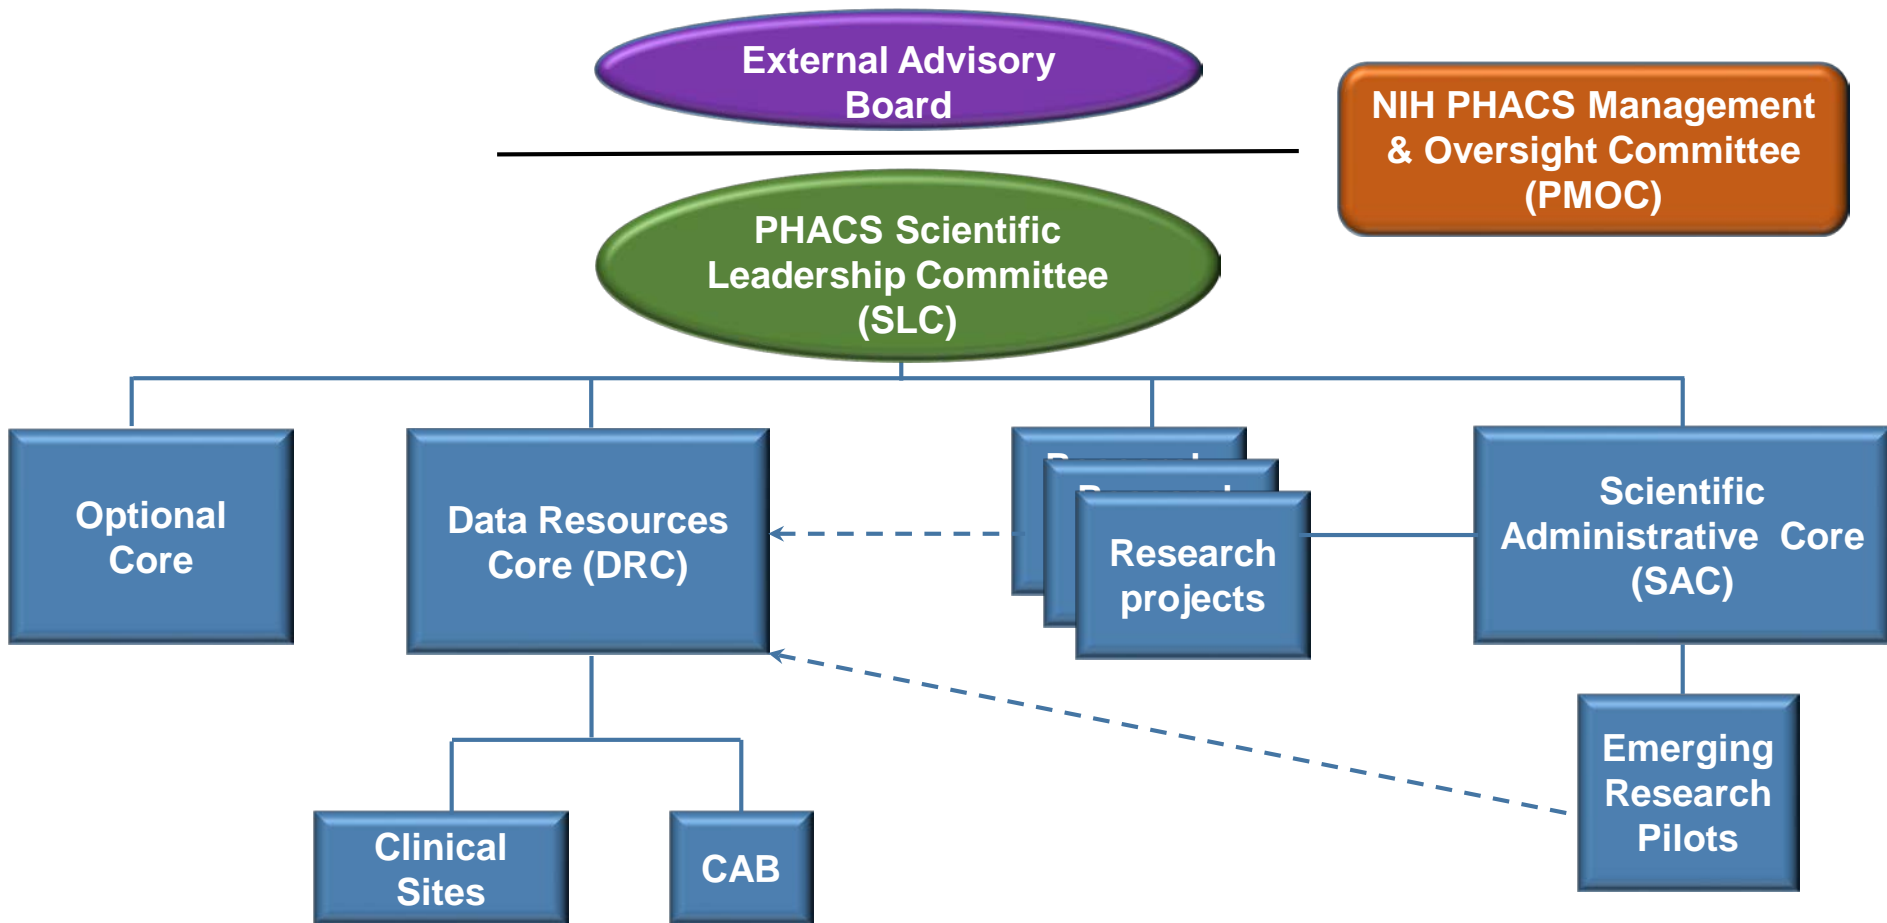 External Advisory
Board
NIH PHACS Management
& Oversight Committee
(PMOC)
PHACS Scientific
Leadership Committee
(SLC)
Optional
Core
Data Resources
Core (DRC)
Research
projects
Scientific
Administrative Core
(SAC)
Clinical
Sites
CAB
Emerging
Research
Pilots